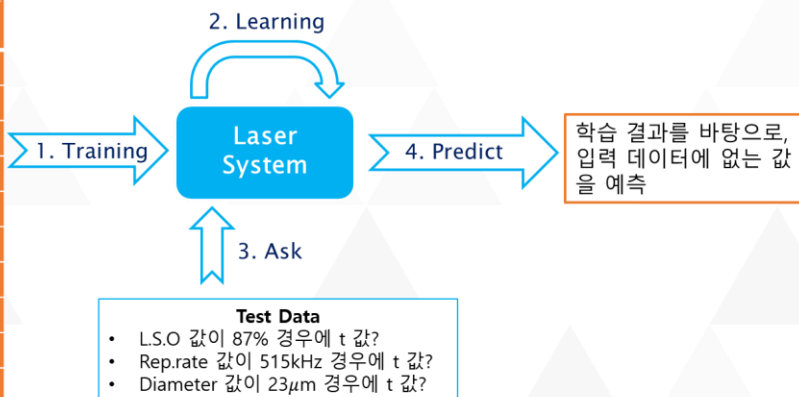 2. Learning
1. Training
Laser
System
4. Predict
학습 결과를 바탕으로,
입력 데이터에 없는 값
을 예측
3. Ask
Test Data
• L.S.O 값이 87% 경우에 t 값?
• Rep.rate 값이 515kHz 경우에 t 값?
• Diameter 값이 23μm 경우에 t 값?